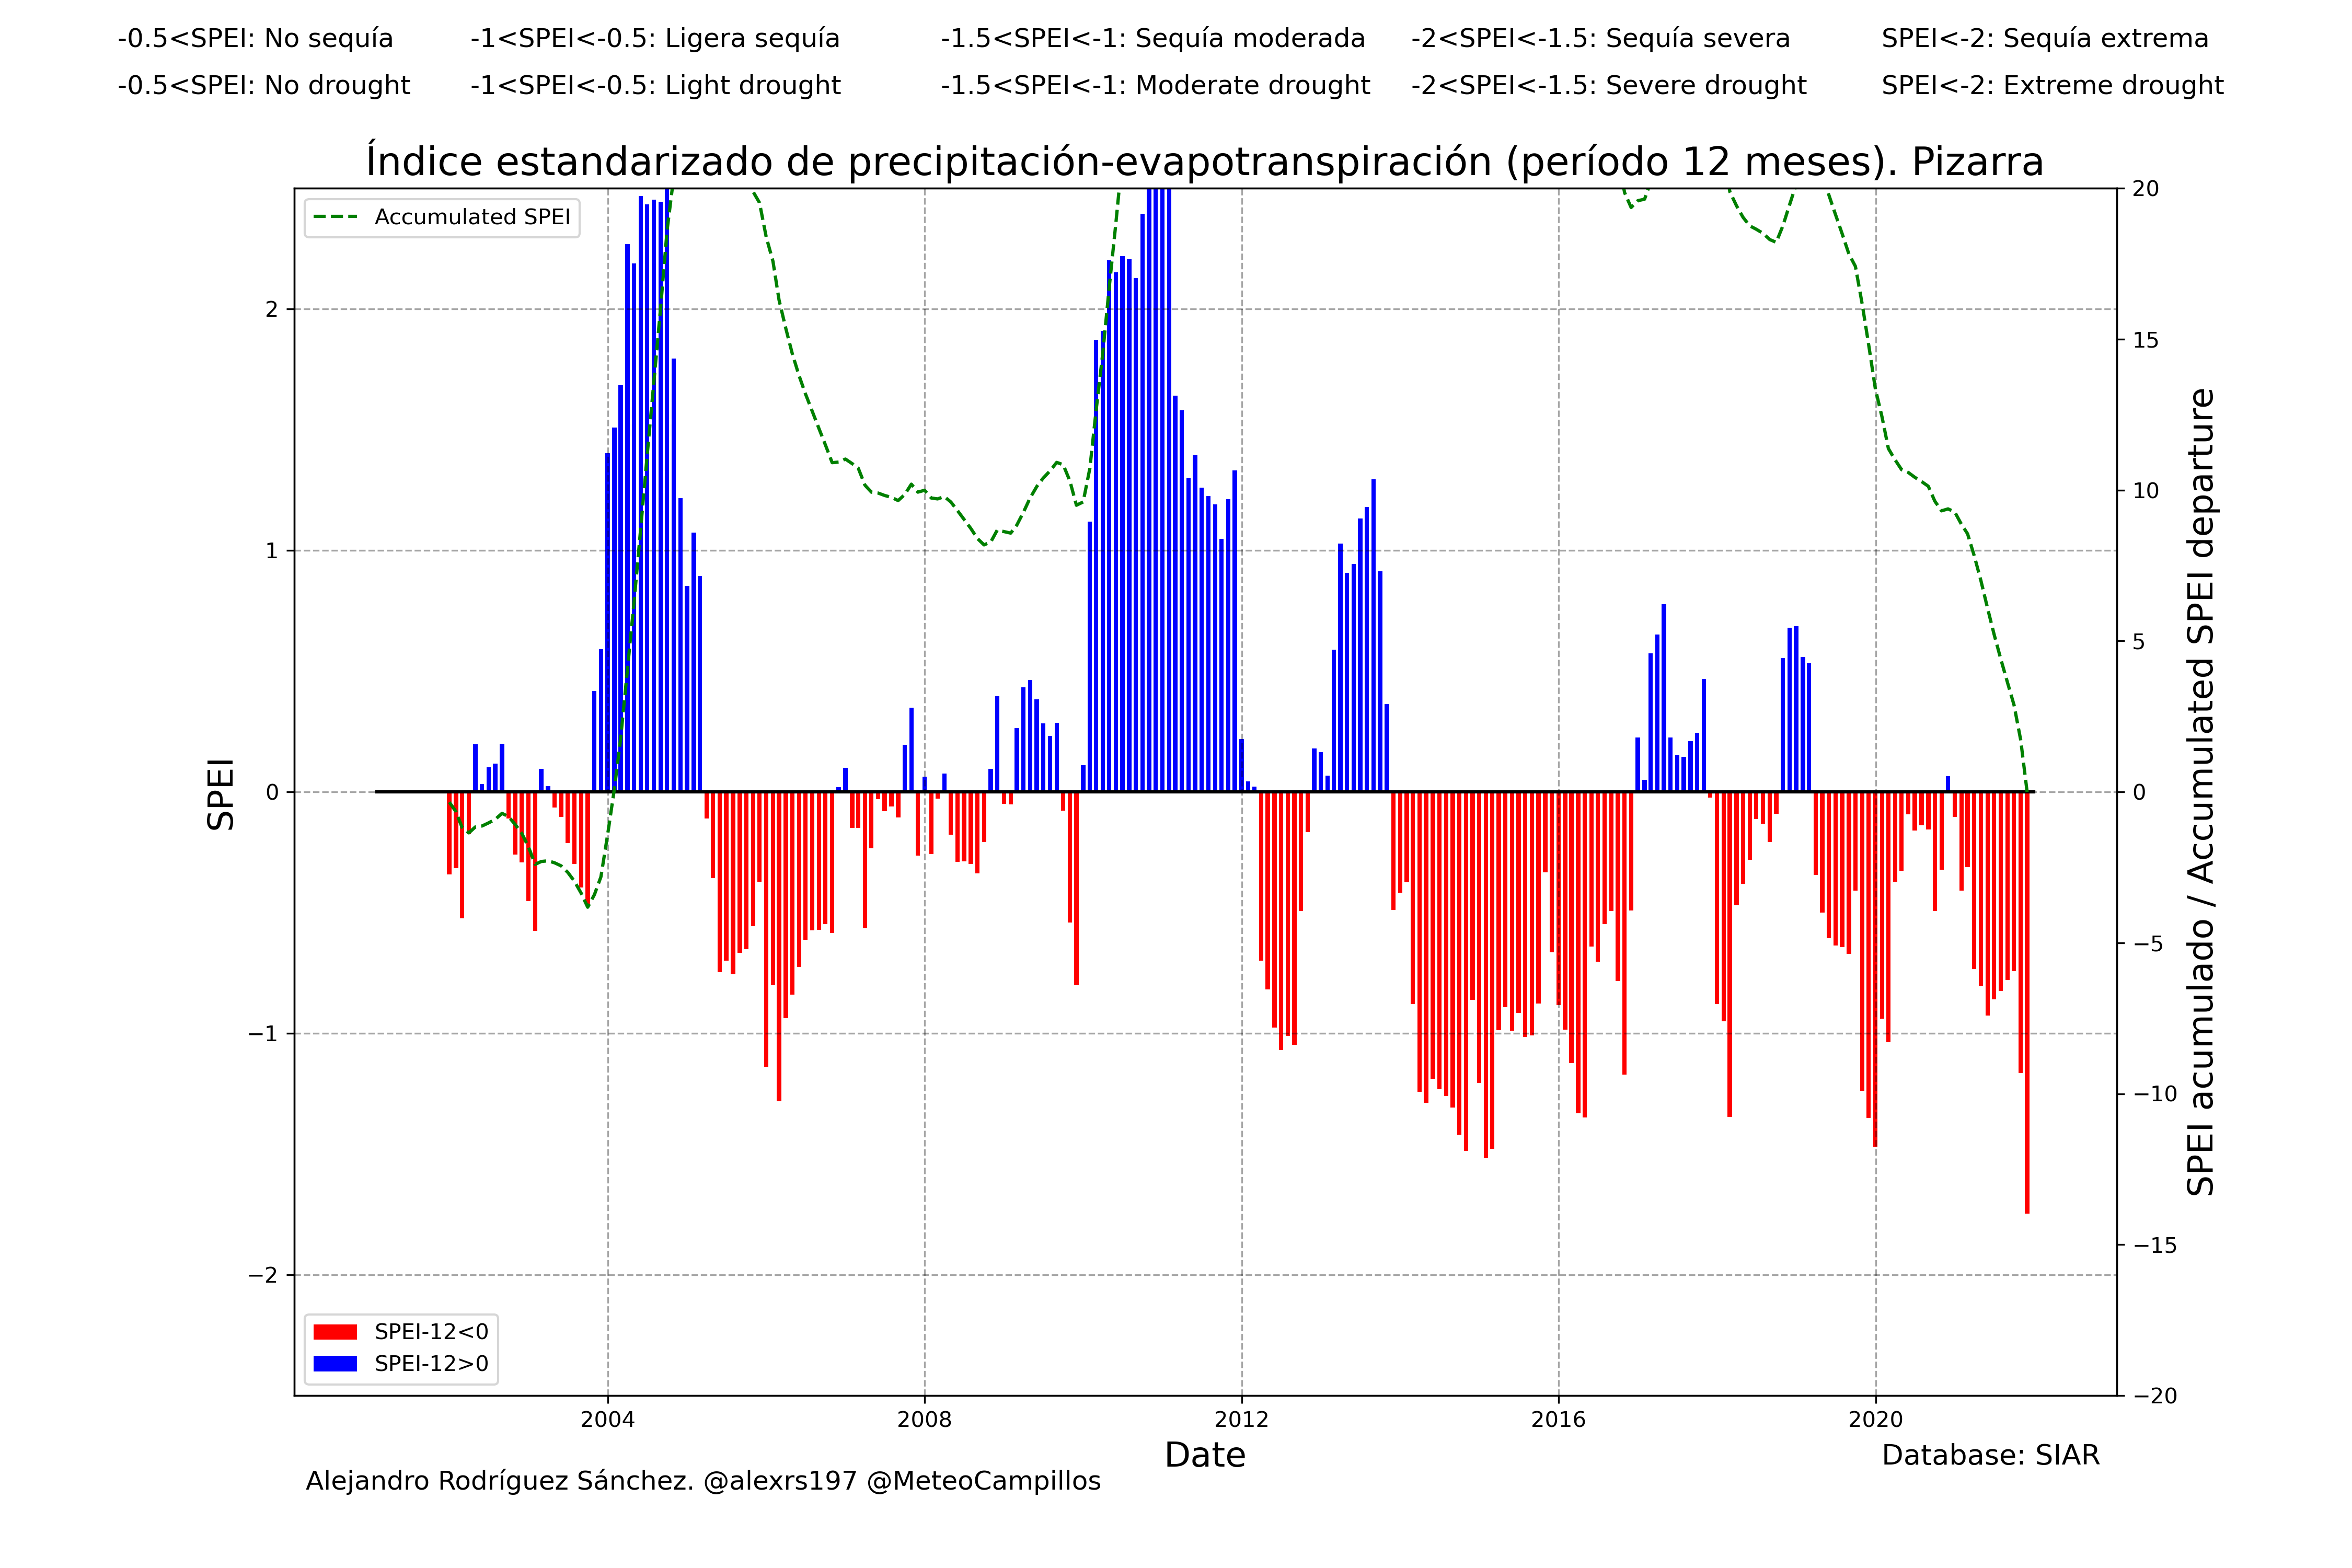 -0.5<SPEI: No sequía -1<SPEI<-0.5: Ligera sequía -1.5<SPEI<-1: Sequía moderada -2<SPEI<-1.5: Sequía severa SPEI<-2: Sequía extrema
-0.5<SPEI: No drought -1<SPEI<-0.5: Light drought -1.5<SPEI<-1: Moderate drought -2<SPEI<-1.5: Severe drought SPEI<-2: Extreme drought
Índice estandarizado de precipitación-evapotranspiración (período 12 meses). Pizarra
Accumulated SPEI
2
1
0
−1
−2
SPEI
20
15
10
5
0
−5
−10
−15
−20
SPEI acumulado / Accumulated SPEI departure
SPEI-12<0
SPEI-12>0
2004 2008 2012 2016 2020
Date
Database: SIAR
Alejandro Rodríguez Sánchez. @alexrs197 @MeteoCampillos